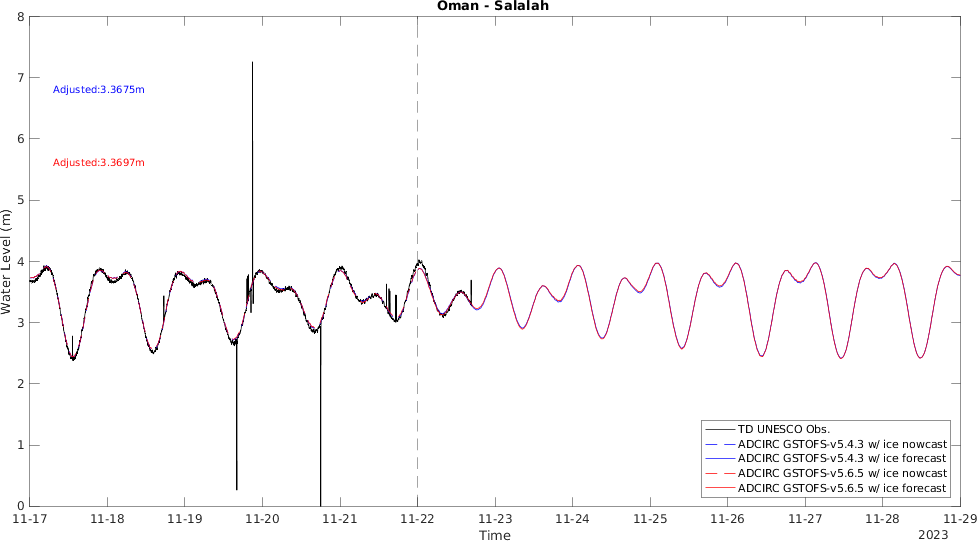 Oman - Salalah
8
7
6
5
4
3
2
1
0
Water Level (m)
Adjusted:3.3675m
Adjusted:3.3697m
TD UNESCO Obs.
ADCIRC GSTOFS-v5.4.3 w/ ice nowcast
ADCIRC GSTOFS-v5.4.3 w/ ice forecast
ADCIRC GSTOFS-v5.6.5 w/ ice nowcast
ADCIRC GSTOFS-v5.6.5 w/ ice forecast
11-17 11-18 11-19 11-20 11-21 11-22 11-23 11-24 11-25 11-26 11-27 11-28 11-29
Time
2023